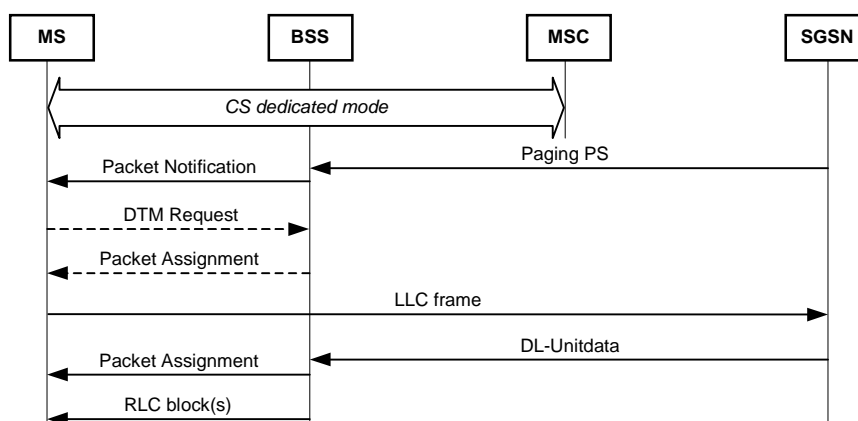 MS
BSS
MSC
SGSN
CS dedicated mode
Paging PS
Packet Notification
DTM Request
Packet Assignment
LLC frame
DL-Unitdata
Packet Assignment
RLC block(s)